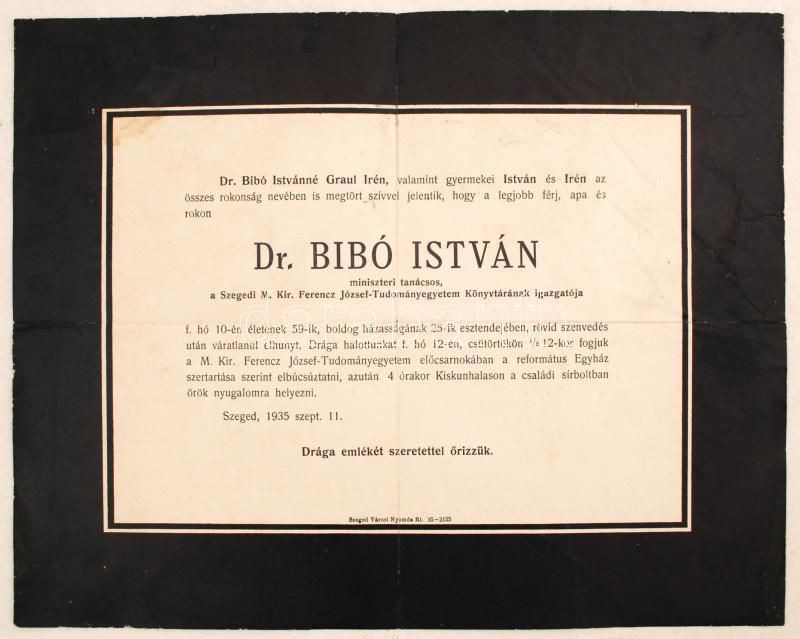 Dr. Bibó Istvánné Graul Irén, valamint gyermekei István és Irén az
összes rokonság nevében is megtört szívvel jelentik, hogy a legjobb férj, apa és
rokon
Dr. BIBÓ ISTVÁN
miniszteri tanácsos,
a Szegedi M. Kir. Ferencz József-Tudományegyetem Könyvtárának igazgatója
f. hó 10-én életének 59-ik, boldog házasságának 25-ik esztendejében, rövid szenvedés
után váratlanul elhunyt. Drága halottunkat f. hó 12-én, csütörtökön ½12-kor fogjuk
a M. Kir. Ferencz József-Tudományegyetem előcsarnokában a református Egyház
szertartása szerint elbúcsúztatni, azután 4 órakor Kiskunhalason a családi sírboltban
örök nyugalomra helyezni.
Szeged, 1935 szept. 11.
Drága emlékét szeretettel őrizzük.
Szeged Városi Nyomda Rt. 35-2125